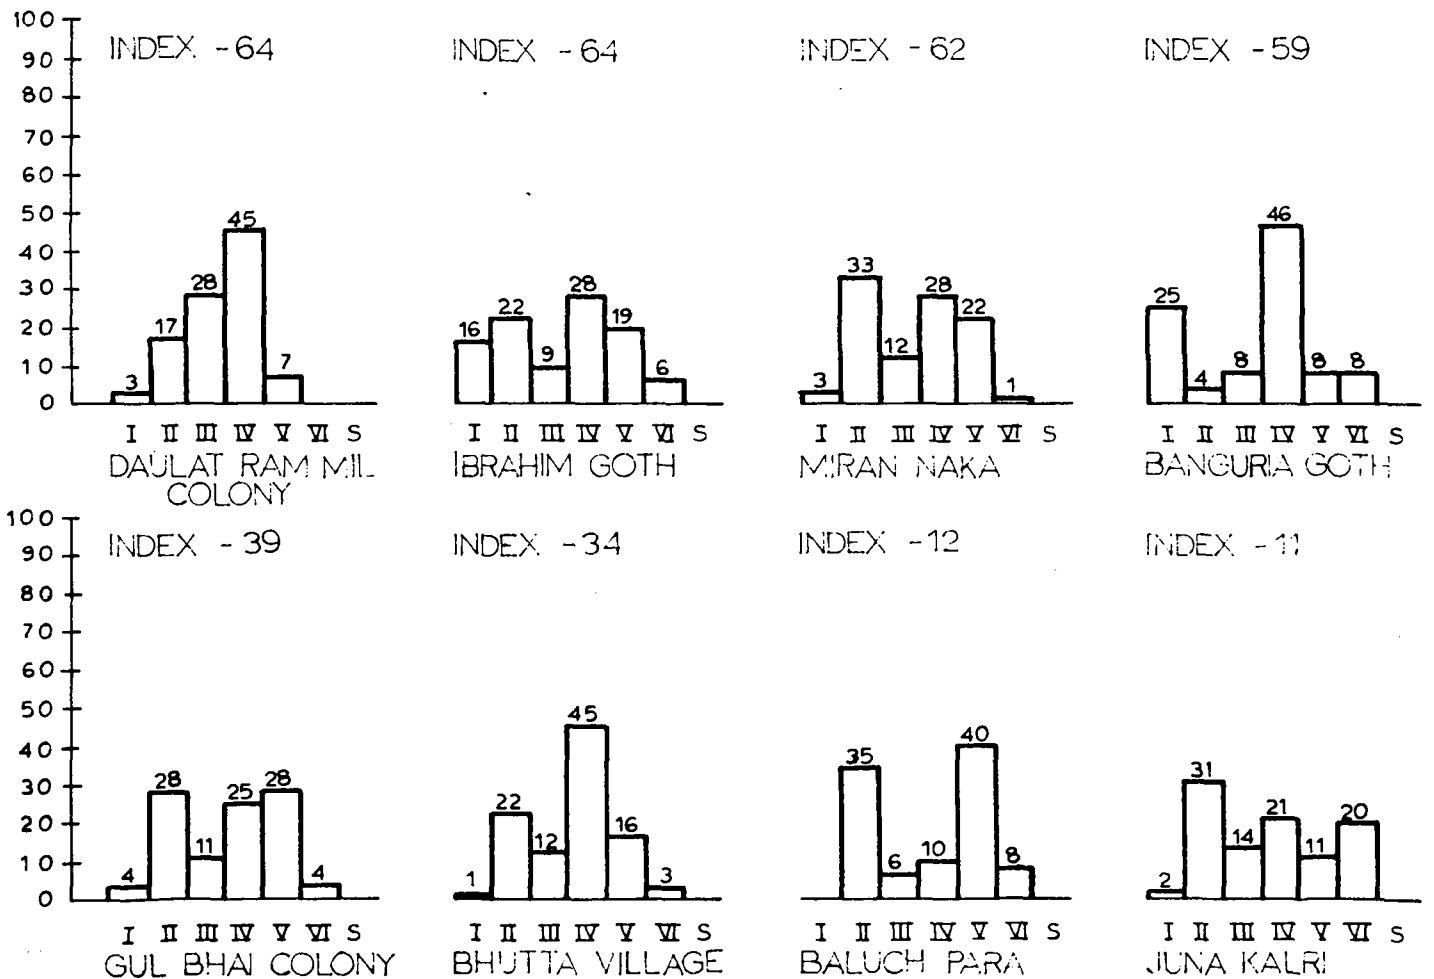 100
90
80
70
60
50
40
30
20
10
0
INDEX -64
3 17 28 45 7
I II III IV V VI S
DAULAT RAM MIL
COLONY
INDEX -64
16 22 9 28 19 6
I II III IV V VI S
IBRAHIM GOTH
INDEX -62
3 33 12 28 22 1
I II III IV V VI S
MIRAN NAKA
INDEX -59
25 4 8 46 8 8
I II III IV V VI S
BANGURIA GOTH
100
90
80
70
60
50
40
30
20
10
0
INDEX -39
4 28 11 25 28 4
I II III IV V VI S
GUL BHAI COLONY
INDEX -34
1 22 12 45 16 3
I II III IV V VI S
BHUTTA VILLAGE
INDEX -12
35 6 10 40 8
I II III IV V VI S
BALUCH PARA
INDEX -11
2 31 14 21 11 20
I II III IV V VI S
JUNA KALRI